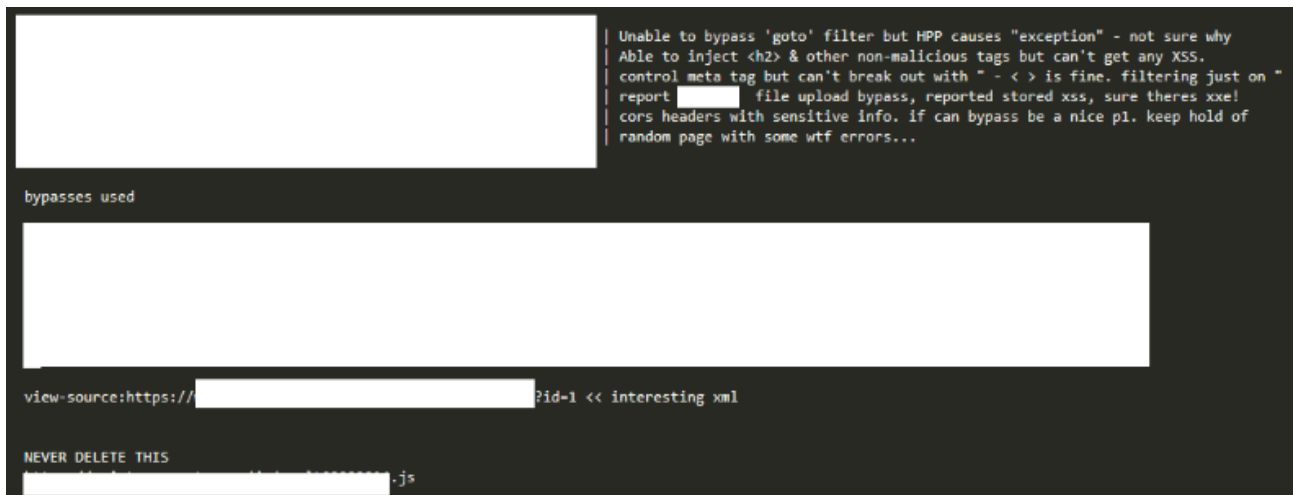 | Unable to bypass 'goto' filter but HPP causes "exception" - not sure why
| Able to inject <h2> & other non-malicious tags but can't get any XSS.
| control meta tag but can't break out with " - < > is fine. filtering just on "
| report file upload bypass, reported stored xss, sure theres xxe!
| cors headers with sensitive info. if can bypass be a nice p1. keep hold of
| random page with some wtf errors...
bypasses used
view-source:https:// ?id=1 << interesting xml
NEVER DELETE THIS
.js